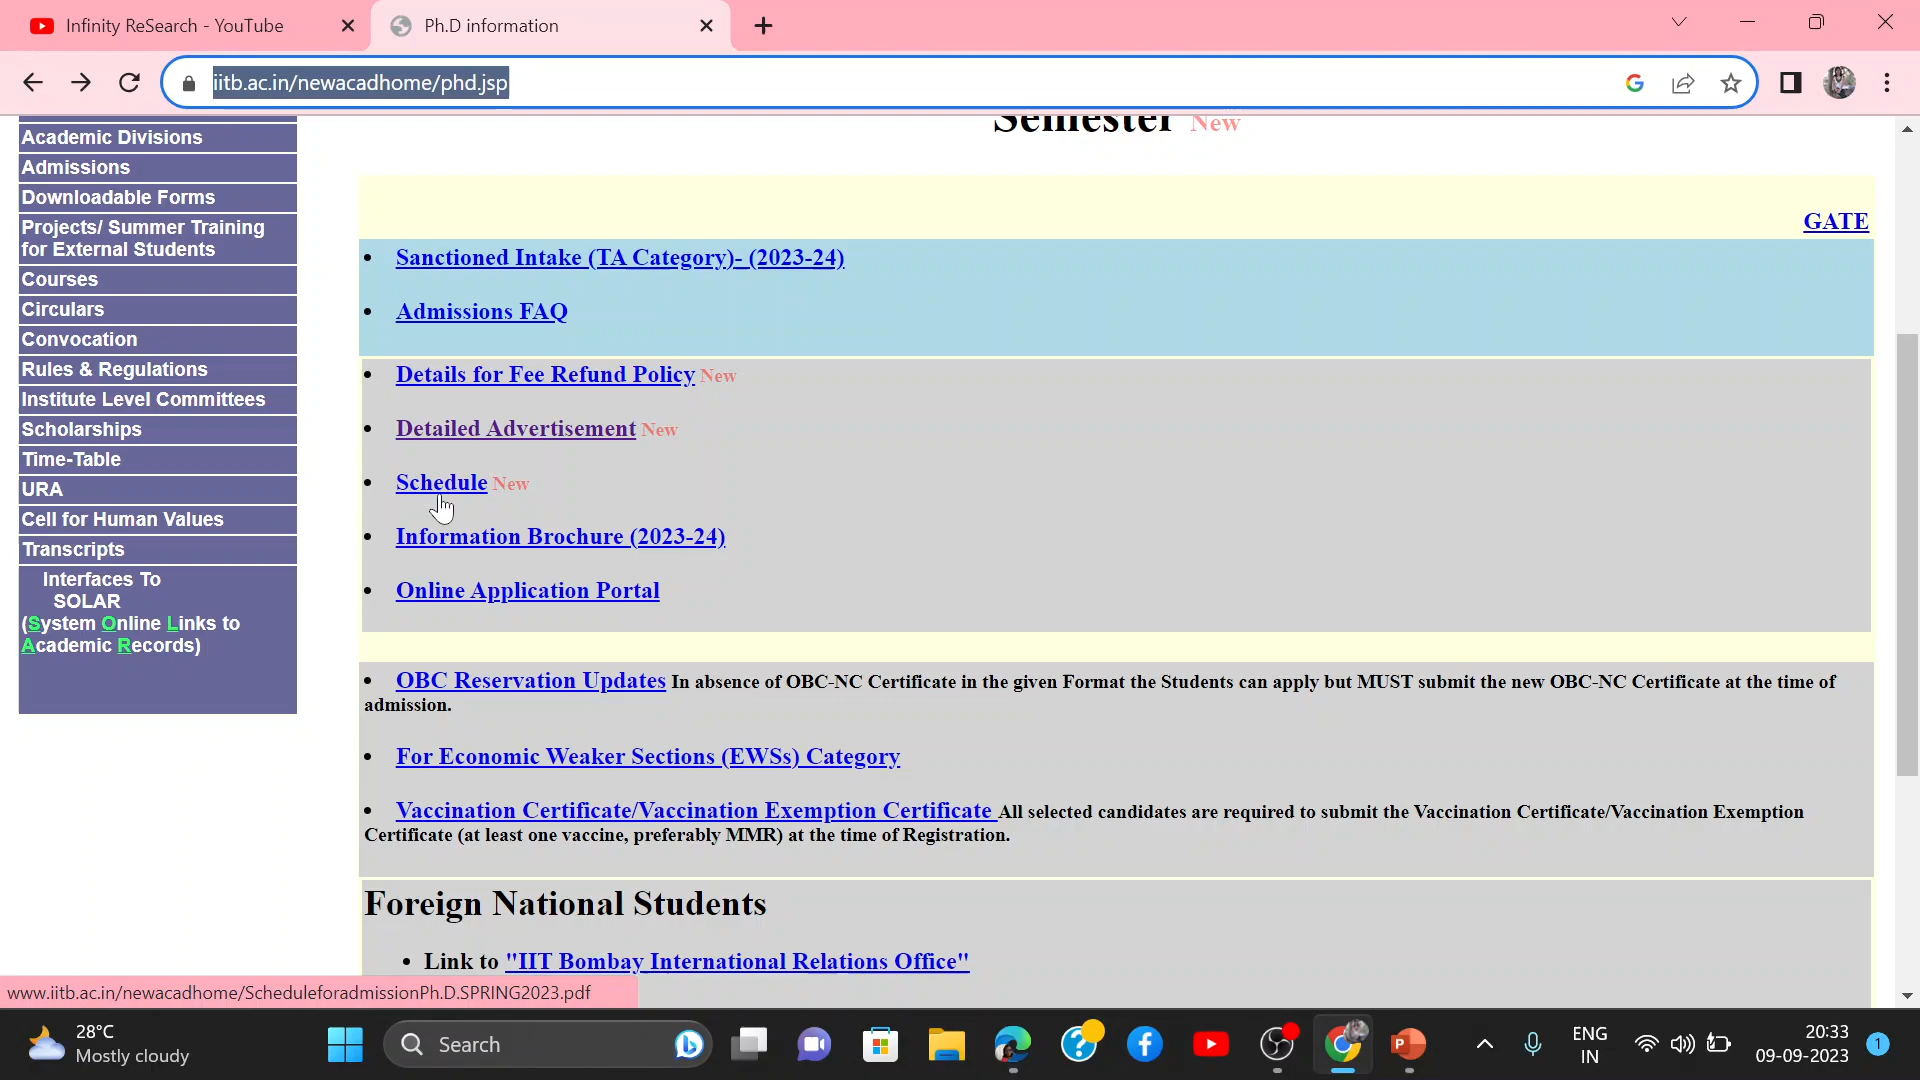 Infinity ReSearch - YouTube
Ph.D information
iitb.ac.in/newacadhome/phd.jsp
Semester New
Academic Divisions
Admissions
Downloadable Forms
Projects/ Summer Training
for External Students
Courses
Circulars
Convocation
Rules & Regulations
Institute Level Committees
Scholarships
Time-Table
URA
Cell for Human Values
Transcripts
Interfaces To
SOLAR
(System Online Links to
Academic Records)
GATE
Sanctioned Intake (TA Category)- (2023-24)
Admissions FAQ
Details for Fee Refund Policy New
Detailed Advertisement New
Schedule New
Information Brochure (2023-24)
Online Application Portal
OBC Reservation Updates In absence of OBC-NC Certificate in the given Format the Students can apply but MUST submit the new OBC-NC Certificate at the time of
admission.
For Economic Weaker Sections (EWSs) Category
Vaccination Certificate/Vaccination Exemption Certificate All selected candidates are required to submit the Vaccination Certificate/Vaccination Exemption
Certificate (at least one vaccine, preferably MMR) at the time of Registration.
Foreign National Students
Link to "IIT Bombay International Relations Office"
www.iitb.ac.in/newacadhome/ScheduleforadmissionPh.D.SPRING2023.pdf
28°C
Mostly cloudy
Search
ENG
IN
20:33
09-09-2023
1